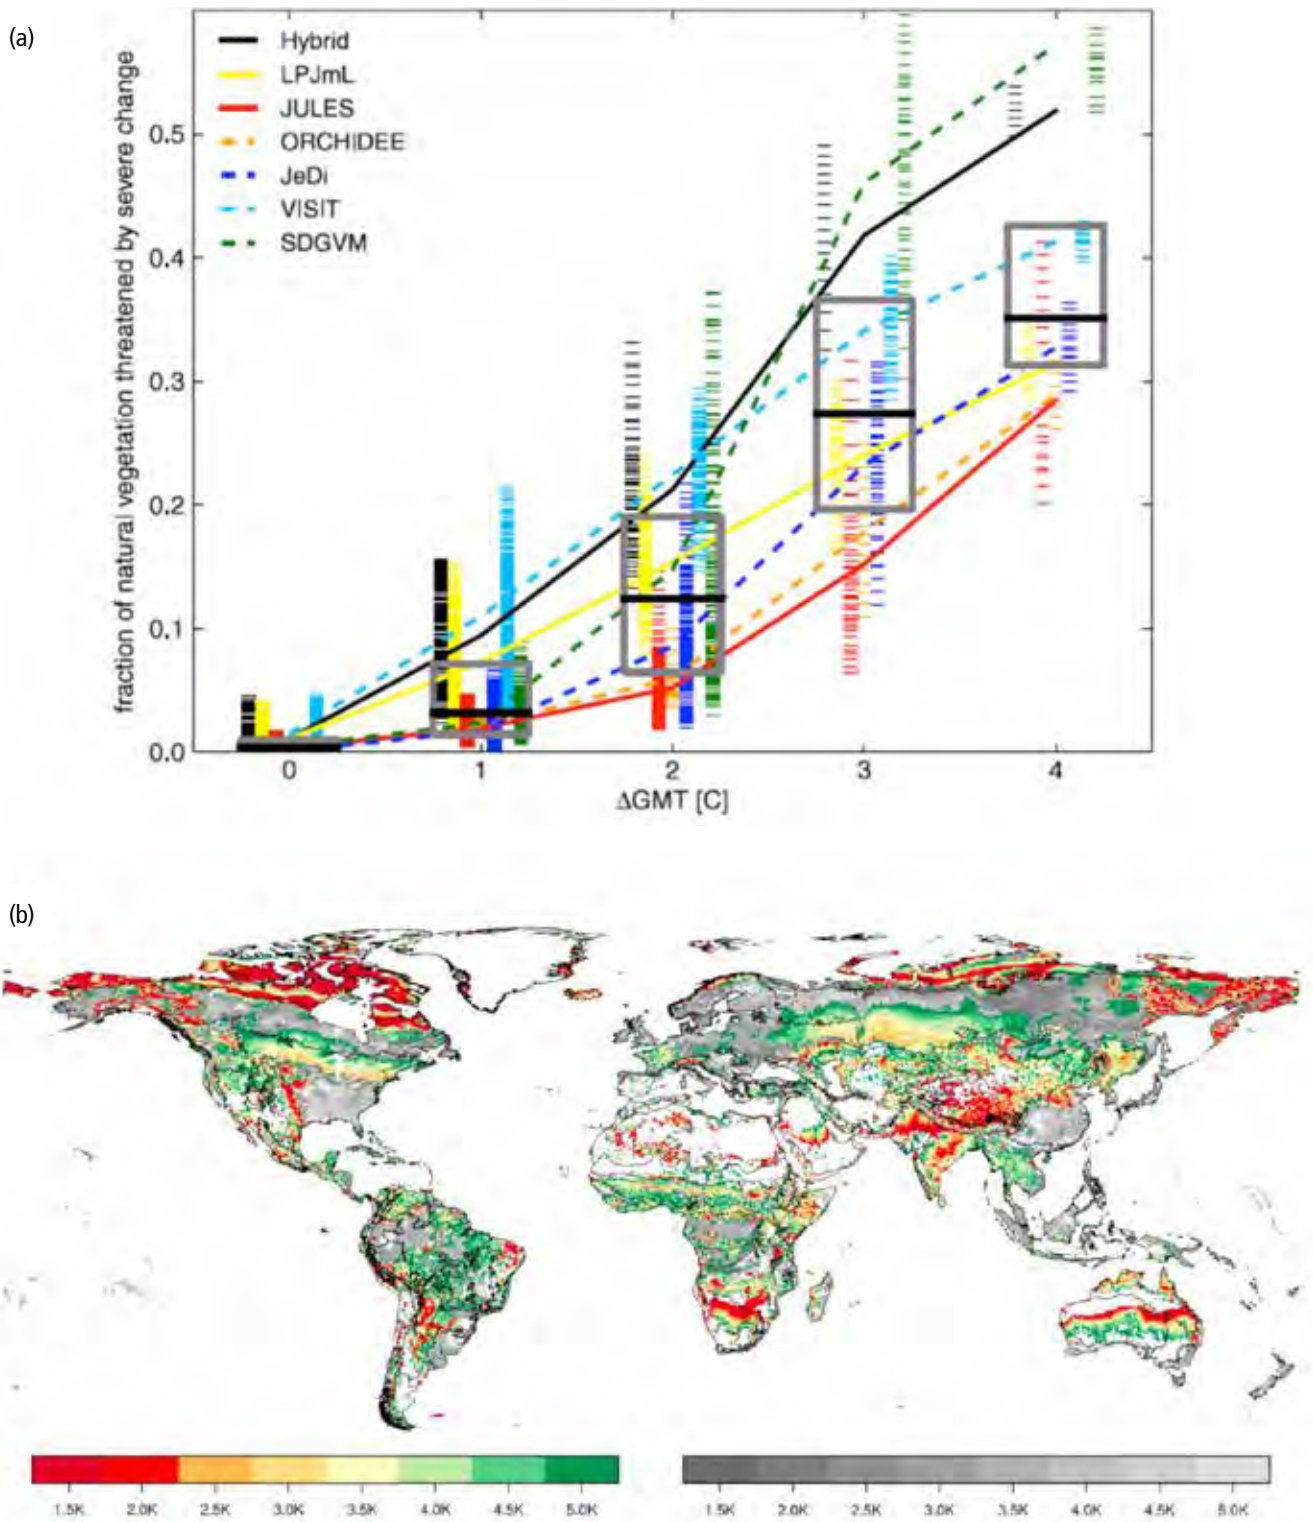 (a)
Hybrid
LPJmL
JULES
ORCHIDEE
JeDi
VISIT
SDGVM
fraction of natural vegetation threatened by severe change
0.5
0.4
0.3
0.2
0.1
0.0
0 1 2 3 4
ΔGMT [C]
(b)
1.5K 2.0K 2.5K 3.0K 3.5K 4.0K 4.5K 5.0K
1.5K 2.0K 2.5K 3.0K 3.5K 4.0K 4.5K 5.0K